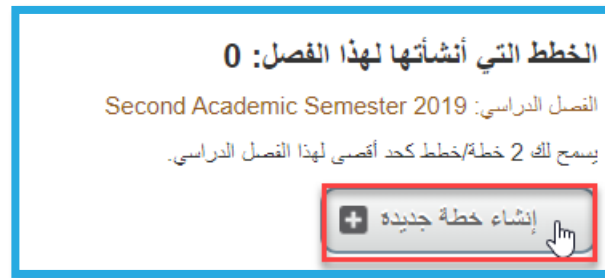 الخطط التي أنشأتها لهذا الفصل: 0
الفصل الدراسي: Second Academic Semester 2019
يسمح لك 2 خطة/خطط كحد أقصى لهذا الفصل الدراسي.
إنشاء خطة جديدة